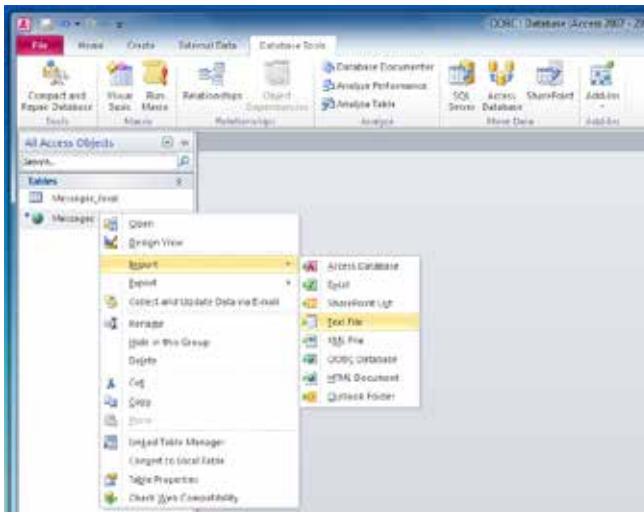 ODBC : Database (Access 2007 - 20
File Home Create External Data Database Tools
Compact and Repair Database
Visual Basic
Run Macro
Relationships
Object Dependencies
Database Documenter
Analyze Performance
Analyze Table
SQL Server
Access Database
SharePoint
Add-ins
Tools Macro Relationships Analyze Move Data Add-Ins
All Access Objects
Search..
Tables
Messages_local
Messages
Open
Design View
Import
Export
Collect and Update Data via E-mail
Rename
Hide in this Group
Delete
Cut
Copy
Paste
Linked Table Manager
Convert to Local Table
Table Properties
Check Web Compatibility
Access Database
Excel
SharePoint List
Text File
XML File
ODBC Database
HTML Document
Outlook Folder